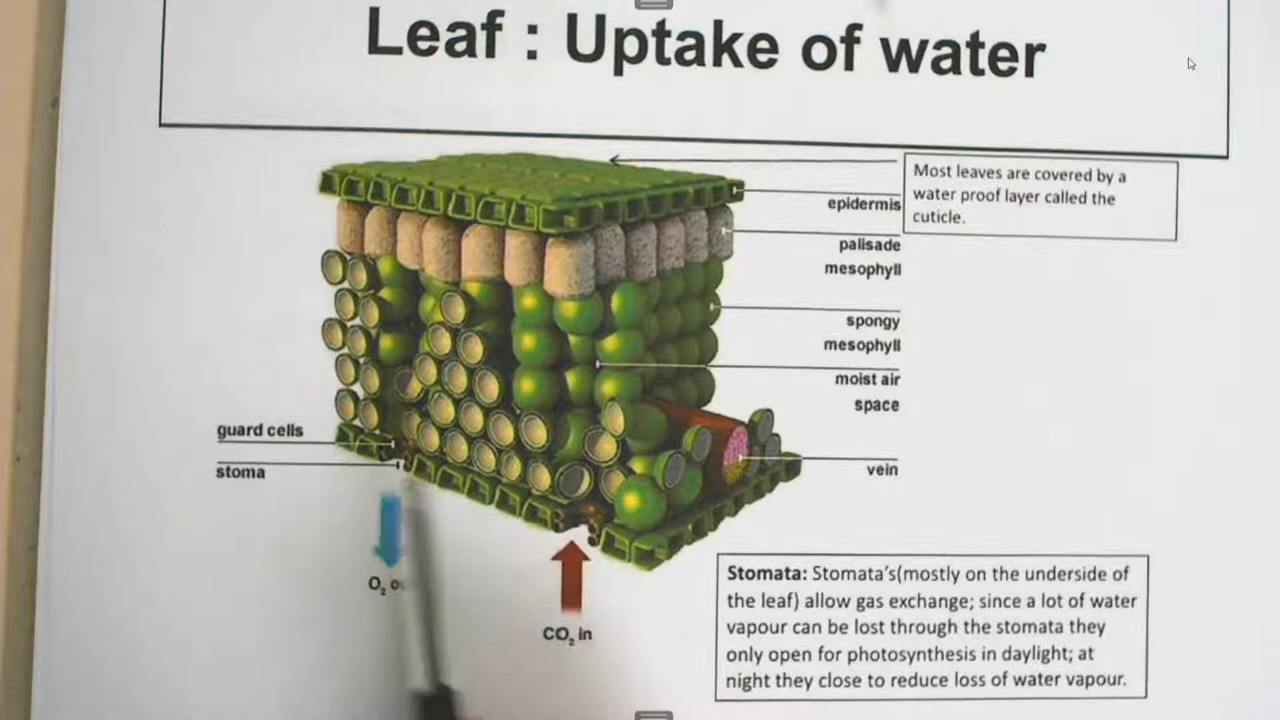 Leaf : Uptake of water
Most leaves are covered by a
water proof layer called the
cuticle.
epidermis
palisade
mesophyll
spongy
mesophyll
moist air
space
guard cells
stoma
vein
O₂
CO₂ in
Stomata: Stomata's(mostly on the underside of
the leaf) allow gas exchange; since a lot of water
vapour can be lost through the stomata they
only open for photosynthesis in daylight; at
night they close to reduce loss of water vapour.